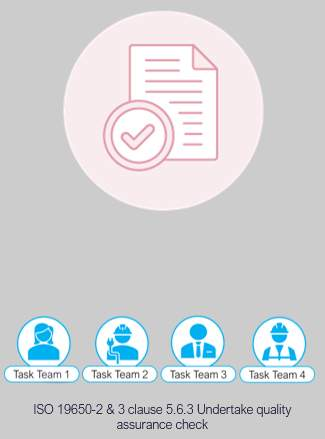 Task Team 1
Task Team 2
Task Team 3
Task Team 4
ISO 19650-2 & 3 clause 5.6.3 Undertake quality
assurance check